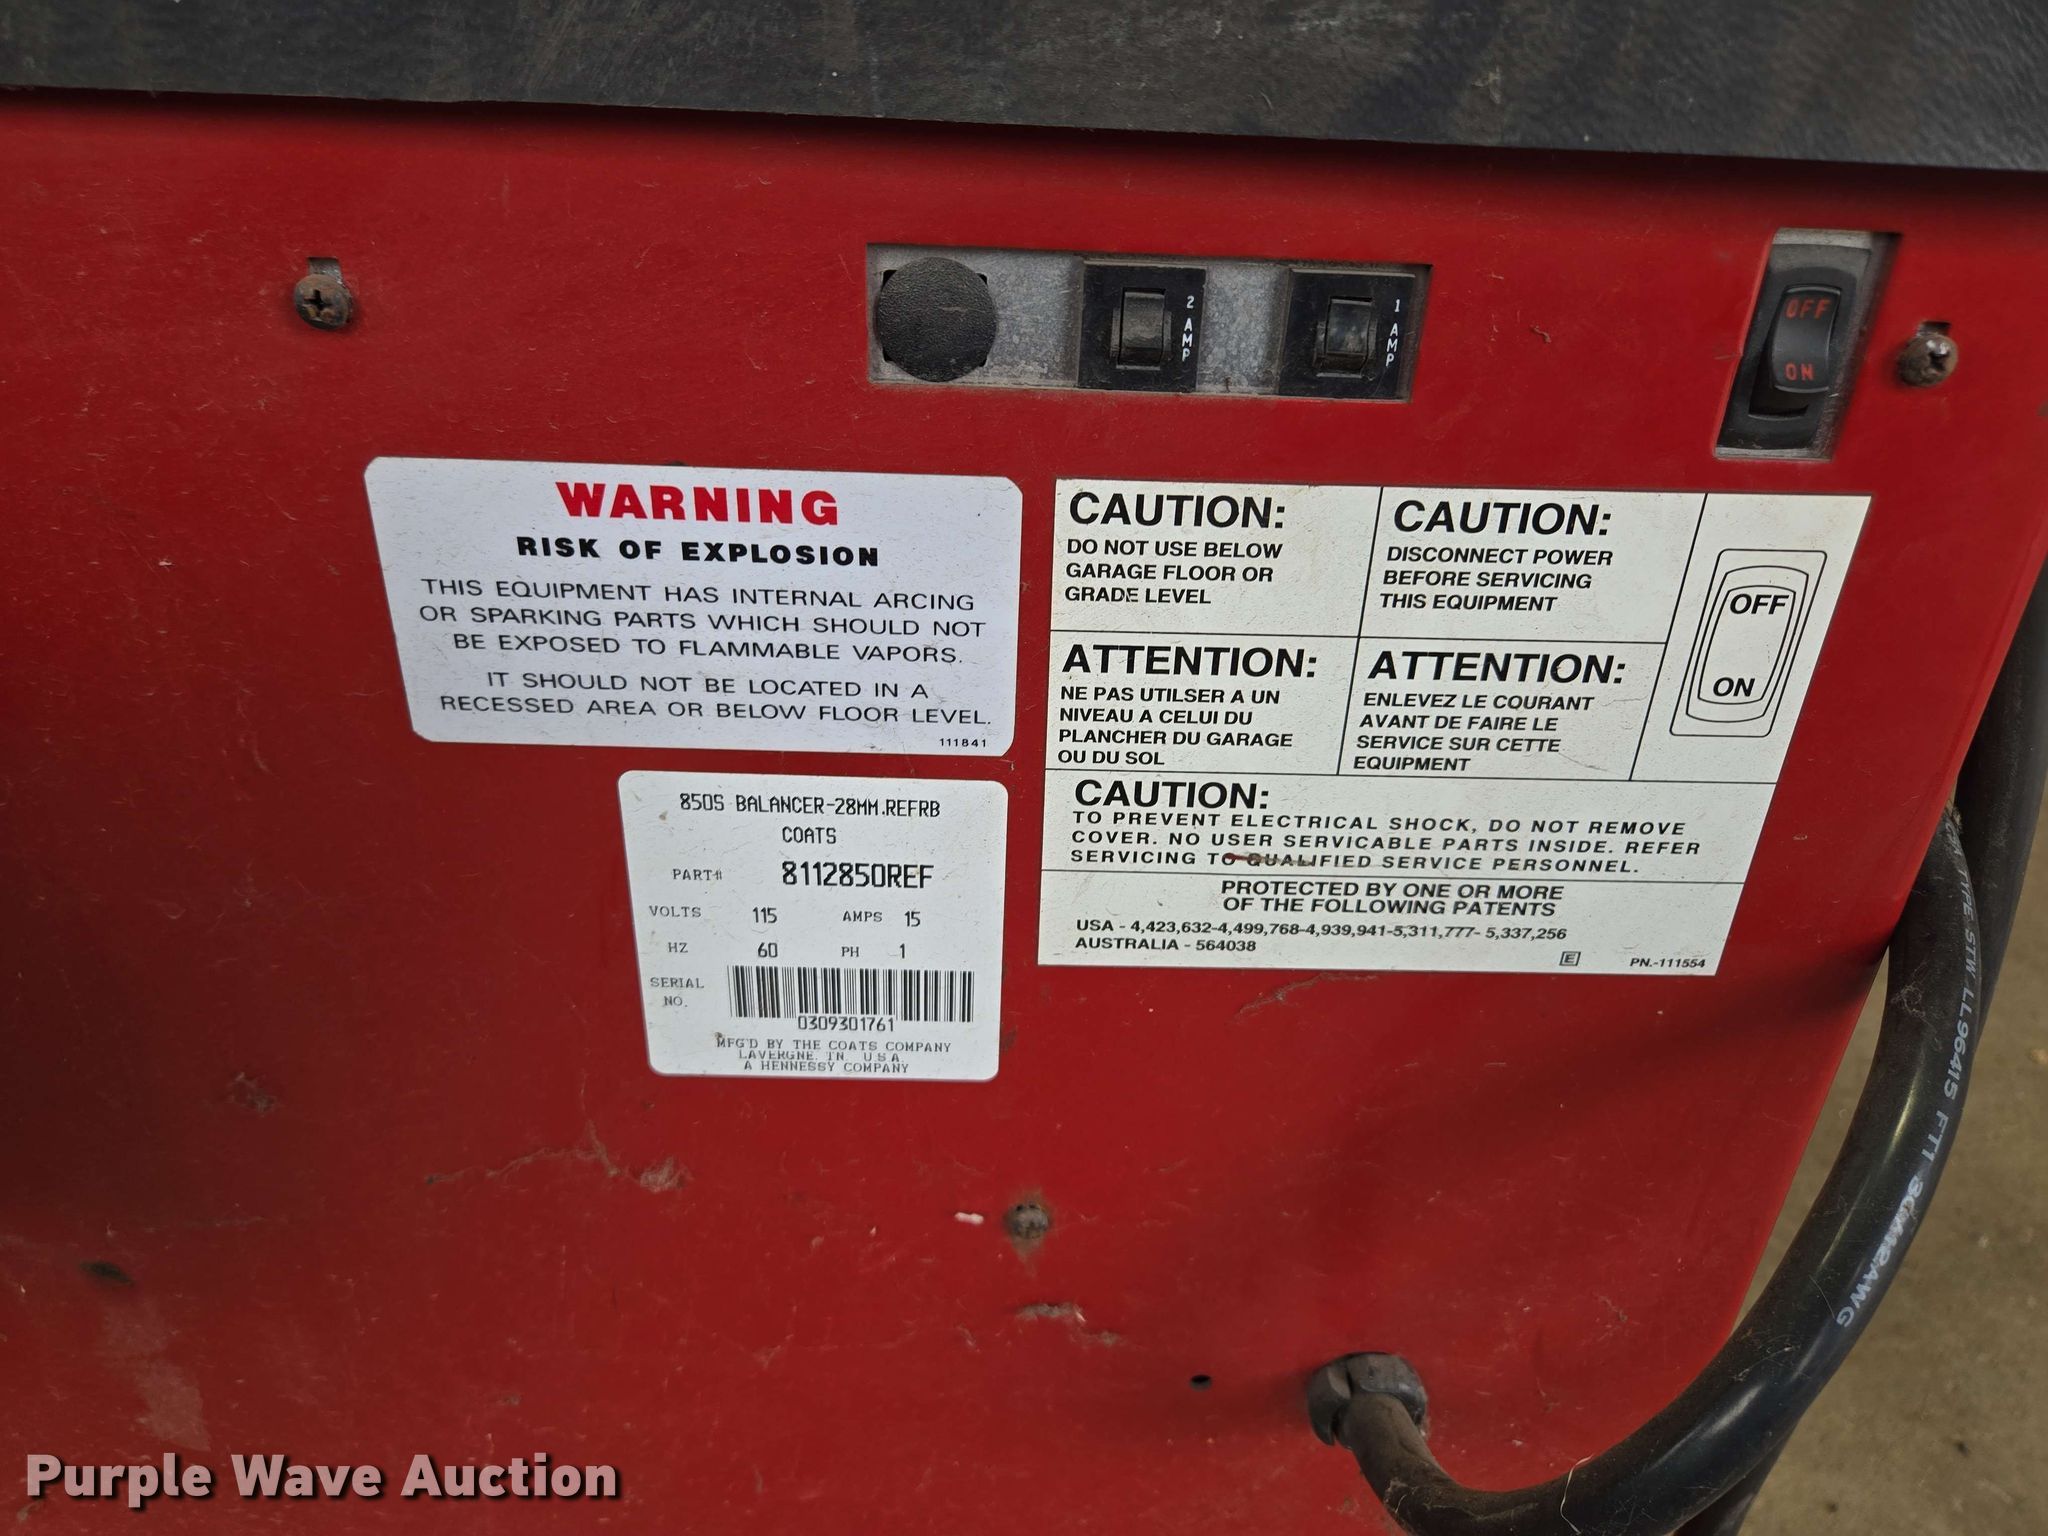 2 AMP
1 AMP
OFF
ON
WARNING
RISK OF EXPLOSION
THIS EQUIPMENT HAS INTERNAL ARCING
OR SPARKING PARTS WHICH SHOULD NOT
BE EXPOSED TO FLAMMABLE VAPORS.
IT SHOULD NOT BE LOCATED IN A
RECESSED AREA OR BELOW FLOOR LEVEL.
111841
CAUTION:
DO NOT USE BELOW
GARAGE FLOOR OR
GRADE LEVEL
CAUTION:
DISCONNECT POWER
BEFORE SERVICING
THIS EQUIPMENT
OFF
ON
ATTENTION:
NE PAS UTILSER A UN
NIVEAU A CELUI DU
PLANCHER DU GARAGE
OU DU SOL
ATTENTION:
ENLEVEZ LE COURANT
AVANT DE FAIRE LE
SERVICE SUR CETTE
EQUIPMENT
CAUTION:
TO PREVENT ELECTRICAL SHOCK, DO NOT REMOVE
COVER. NO USER SERVICABLE PARTS INSIDE. REFER
SERVICING TO QUALIFIED SERVICE PERSONNEL.
PROTECTED BY ONE OR MORE
OF THE FOLLOWING PATENTS
USA - 4,423,632-4,499,768-4,939,941-5,311,777- 5,337,256
AUSTRALIA - 564038
E PN.-111554
850S BALANCER-28MM.REFRB
COATS
PART# 8112850REF
VOLTS 115 AMPS 15
HZ 60 PH 1
SERIAL
NO.
0309301761
MFG'D BY THE COATS COMPANY
LAVERGNE, TN U.S.A.
A HENNESSY COMPANY
TYPE STW LL96415 FT1 3C/12AWG
Purple Wave Auction